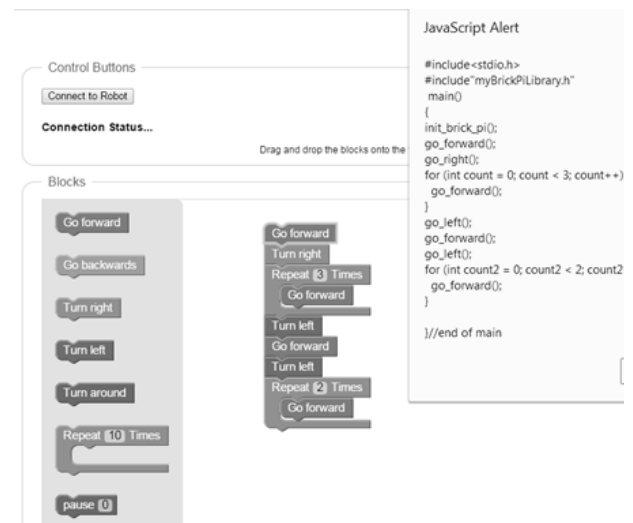 Control Buttons
Connect to Robot
Connection Status...
Drag and drop the blocks onto the
Blocks
Go forward
Go backwards
Turn right
Turn left
Turn around
Repeat 10 Times
pause 0
Go forward
Turn right
Repeat 3 Times
Go forward
Turn left
Go forward
Turn left
Repeat 2 Times
Go forward
JavaScript Alert
#include<stdio.h>
#include"myBrickPiLibrary.h"
main()
{
init_brick_pi();
go_forward();
go_right();
for (int count = 0; count < 3; count++)
go_forward();
}
go_left();
go_forward();
go_left();
for (int count2 = 0; count2 < 2; count2
go_forward();
}
}//end of main